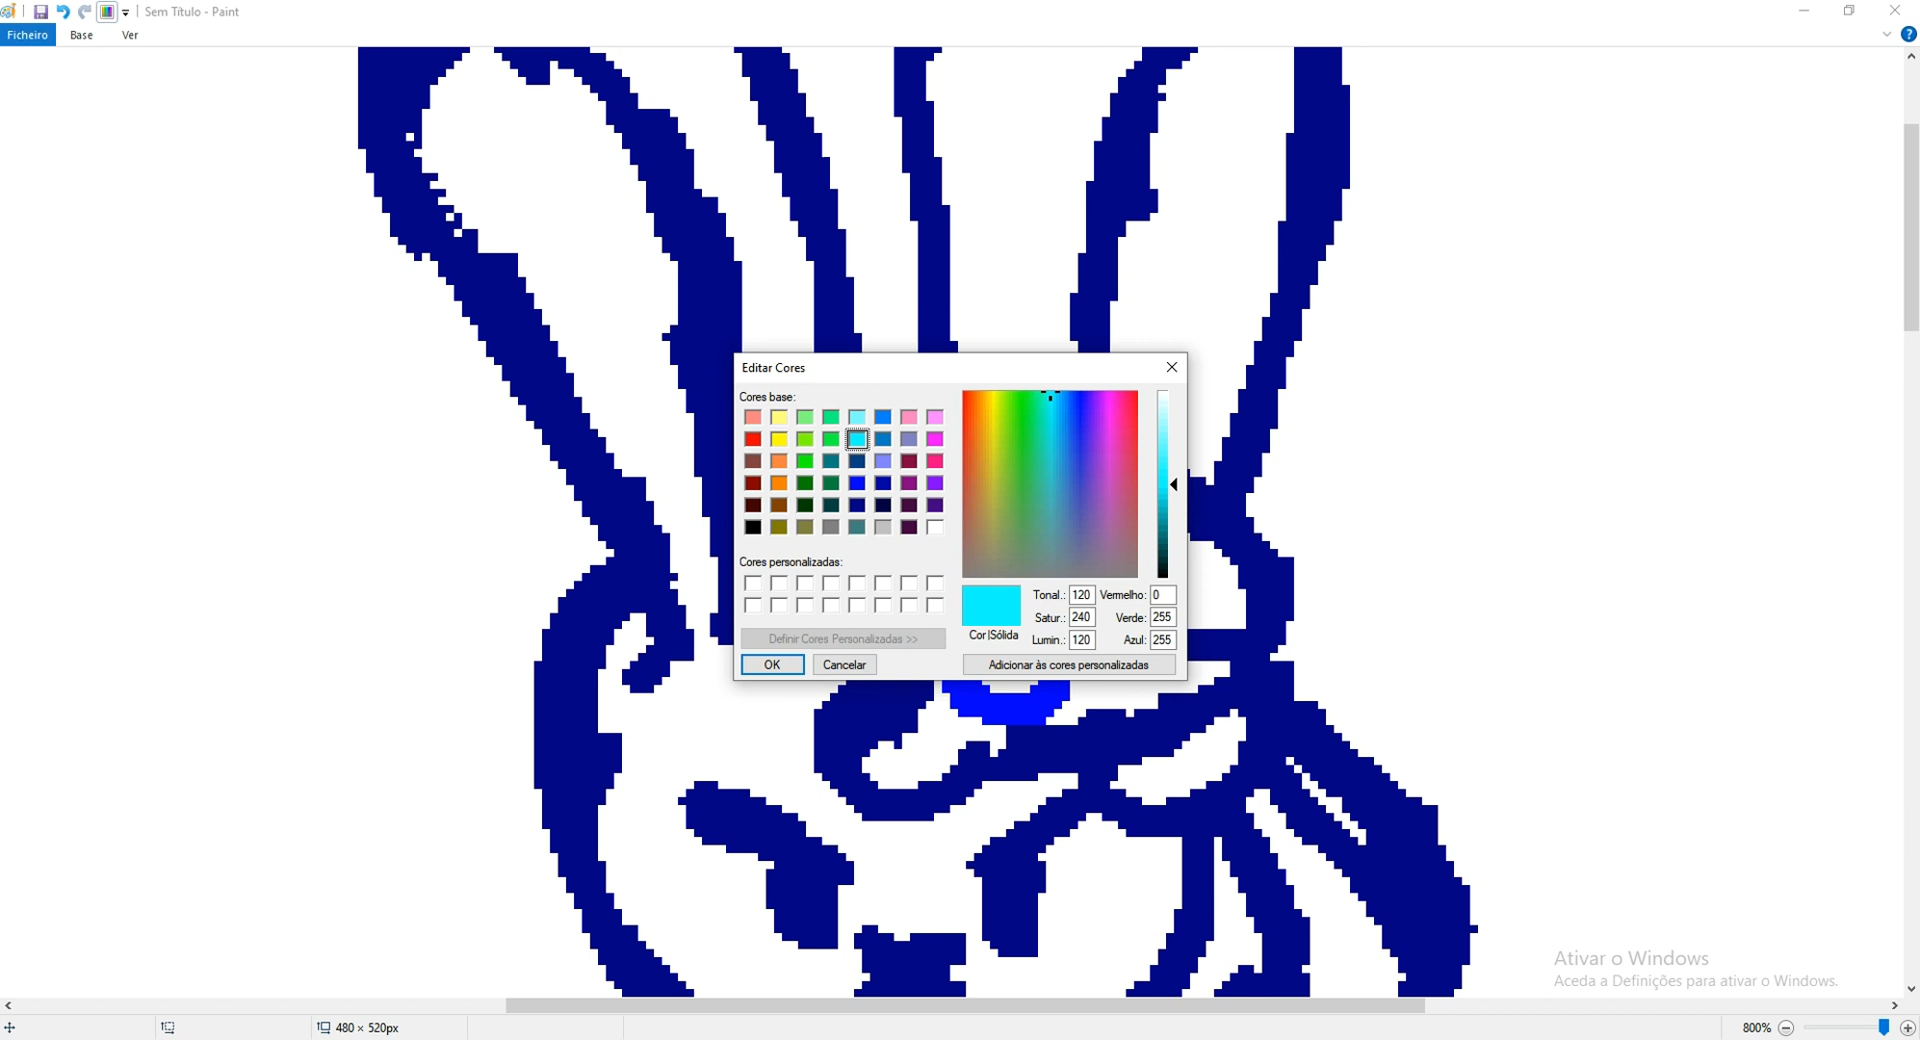 Sem Título - Paint
Ficheiro Base Ver
Editar Cores
Cores base:
Cores personalizadas:
Tonal.: 120 Vermelho: 0
Satur.: 240 Verde: 255
Cor|Sólida Lumin.: 120 Azul: 255
Definir Cores Personalizadas >>
OK Cancelar Adicionar às cores personalizadas
Ativar o Windows
Aceda a Definições para ativar o Windows.
480 × 520px 800%